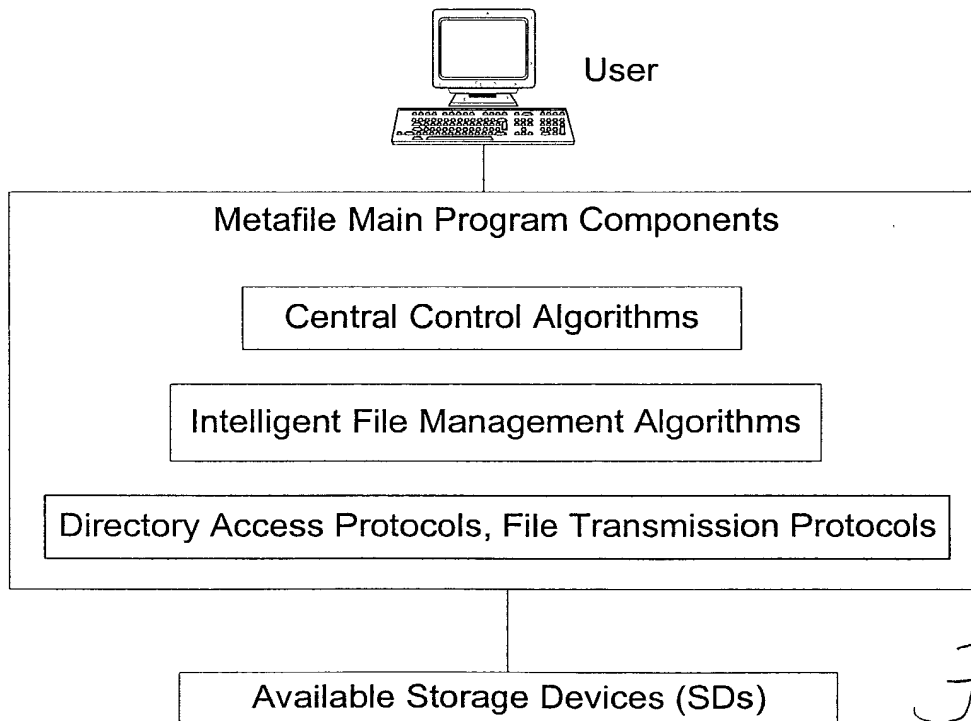 User
Metafile Main Program Components
Central Control Algorithms
Intelligent File Management Algorithms
Directory Access Protocols, File Transmission Protocols
Available Storage Devices (SDs)